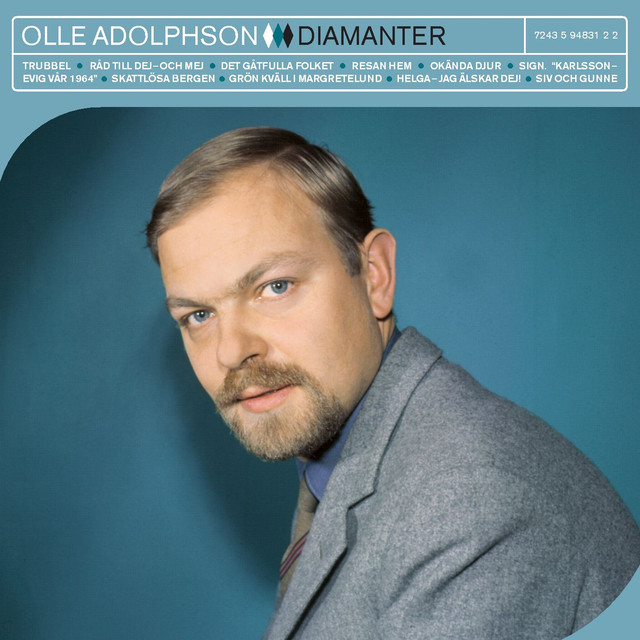 OLLE ADOLPHSON DIAMANTER
7243 5 94831 2 2
TRUBBEL • RÅD TILL DEJ–OCH MEJ • DET GÅTFULLA FOLKET • RESAN HEM • OKÄNDA DJUR • SIGN. "KARLSSON–
EVIG VÅR 1964" • SKATTLÖSA BERGEN • GRÖN KVÄLL I MARGRETELUND • HELGA–JAG ÄLSKAR DEJ! • SIV OCH GUNNE